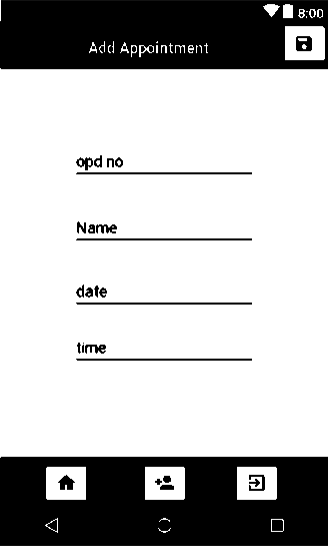 8:00
Add Appointment
opd no
Name
date
time